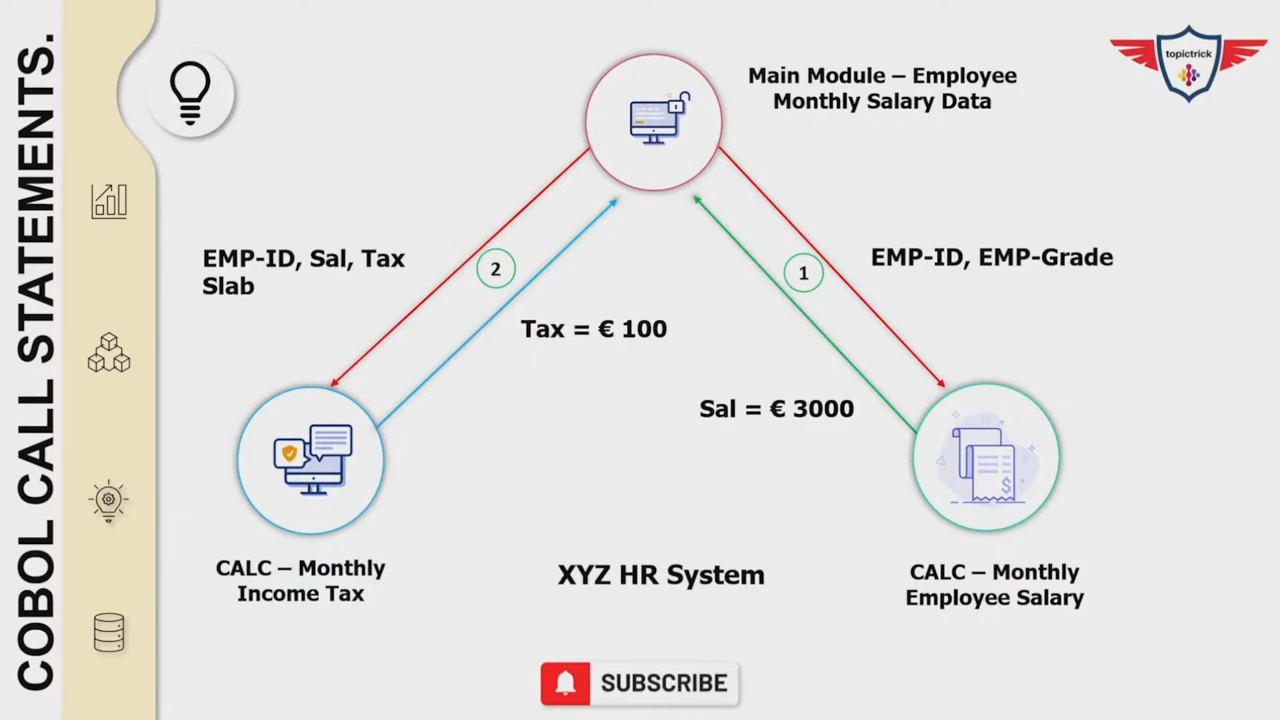 COBOL CALL STATEMENTS.
Main Module – Employee
Monthly Salary Data
topictrick
EMP-ID, Sal, Tax
Slab
2
1
EMP-ID, EMP-Grade
Tax = € 100
Sal = € 3000
$
CALC – Monthly
Income Tax
XYZ HR System
CALC – Monthly
Employee Salary
SUBSCRIBE